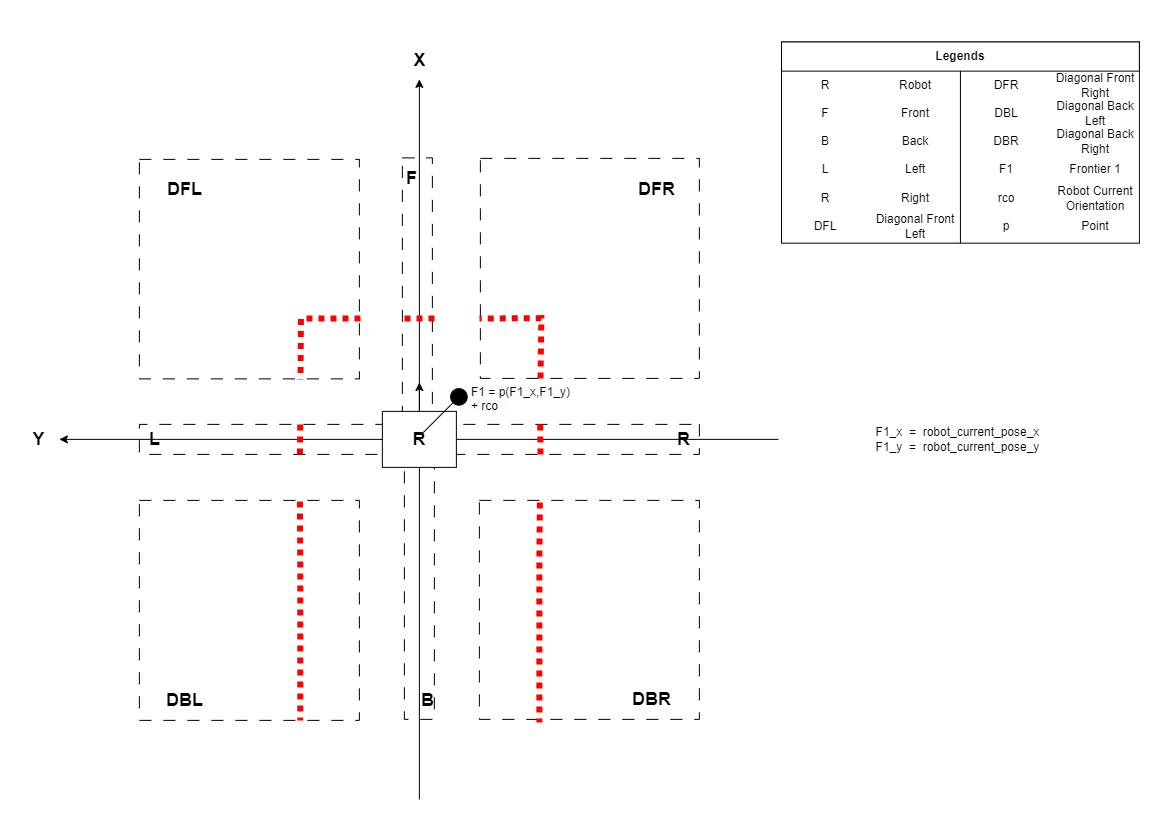 X
Legends
R Robot DFR Diagonal Front
Right
F Front DBL Diagonal Back
Left
B Back DBR Diagonal Back
Right
L Left F1 Frontier 1
R Right rco Robot Current
Orientation
DFL Diagonal Front
Left p Point
DFL
F
DFR
F1 = p(F1_x,F1_y)
+ rco
Y
L
R
R
F1_x = robot_current_pose_x
F1_y = robot_current_pose_y
DBL
B
DBR